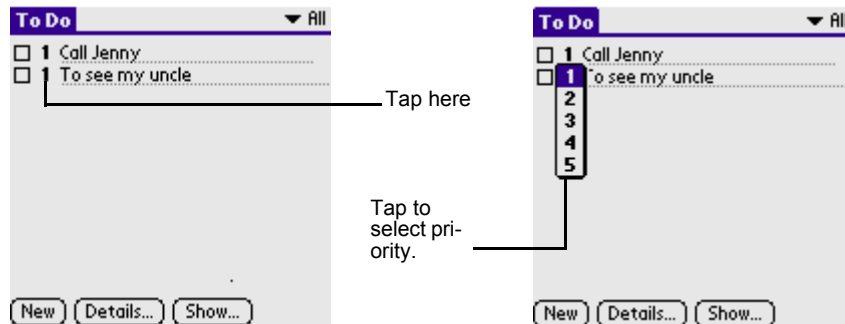 To Do ▼ All
☐ 1 Call Jenny
☐ 1 To see my uncle
New Details... Show...
Tap here
Tap to
select pri-
ority.
To Do ▼ All
☐ 1 Call Jenny
☐ 1 To see my uncle
2
3
4
5
New Details... Show...